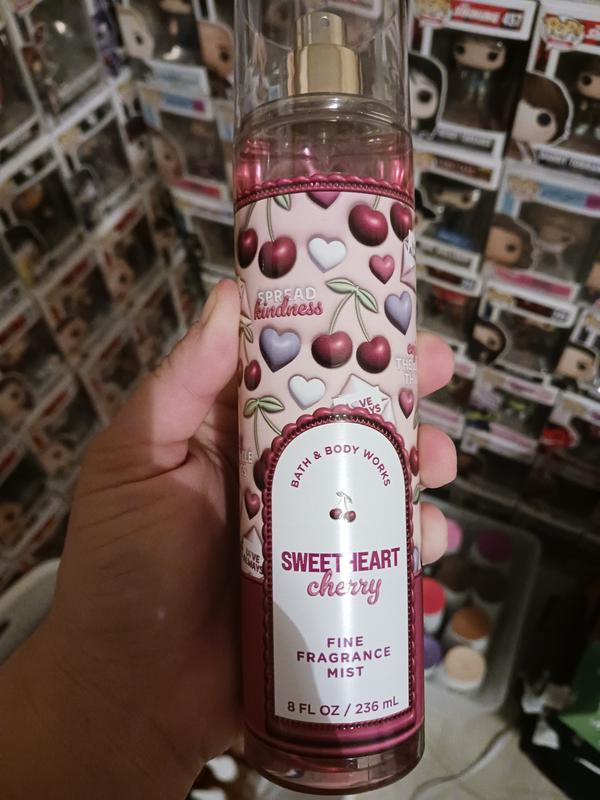 SPREAD
kindness
BATH & BODY WORKS
SWEETHEART
cherry
FINE
FRAGRANCE
MIST
8 FL OZ / 236 mL